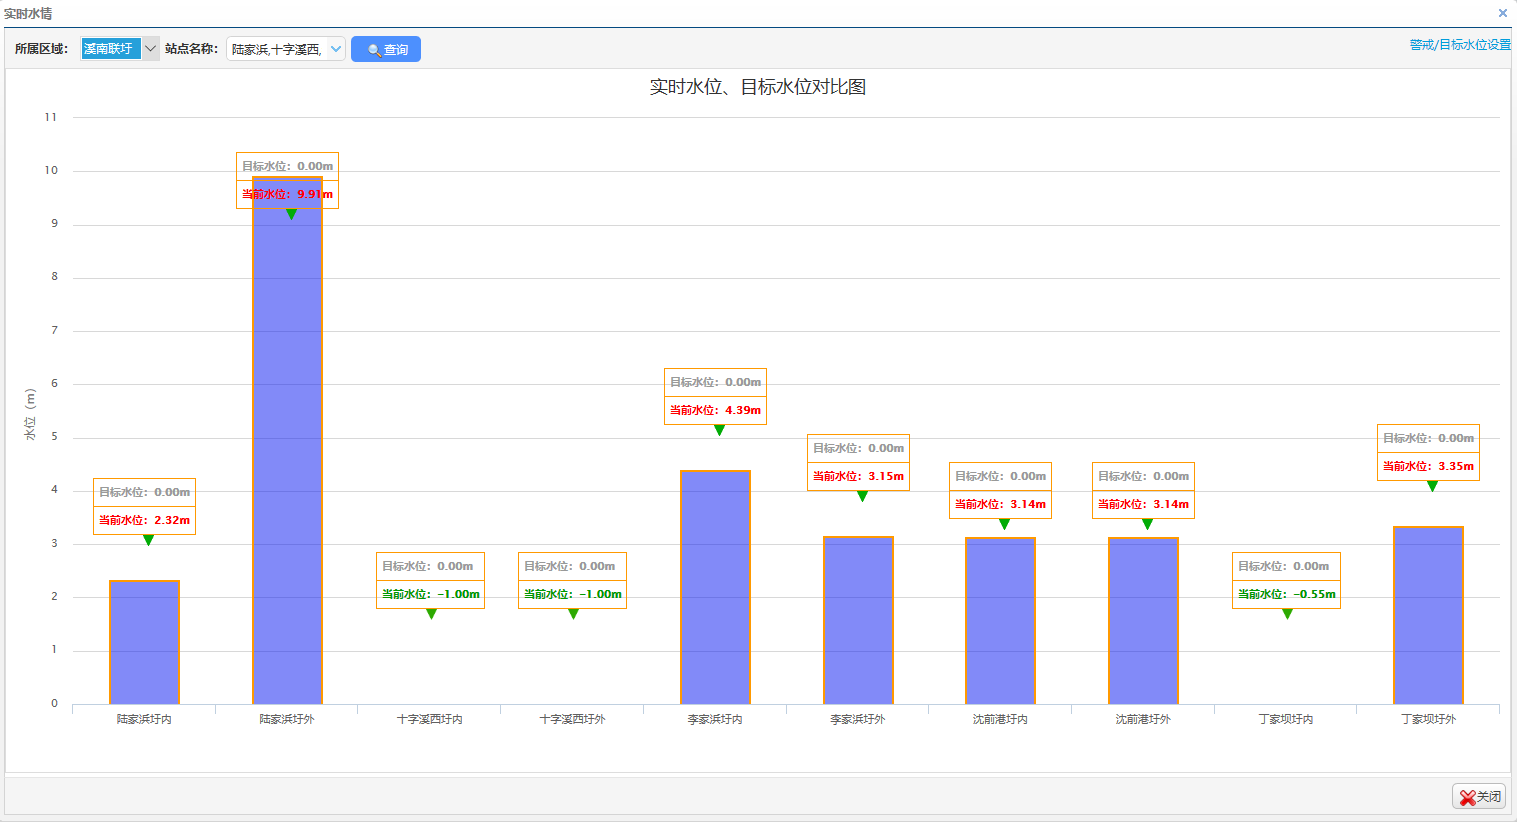 实时水情
所属区域： 溇南联圩 站点名称： 陆家浜,十字溪西, 查询 警戒/目标水位设置
实时水位、目标水位对比图
水位（m）
11
10
9
8
7
6
5
4
3
2
1
0
目标水位：0.00m
当前水位：2.32m
目标水位：0.00m
当前水位：9.91m
目标水位：0.00m
当前水位：-1.00m
目标水位：0.00m
当前水位：-1.00m
目标水位：0.00m
当前水位：4.39m
目标水位：0.00m
当前水位：3.15m
目标水位：0.00m
当前水位：3.14m
目标水位：0.00m
当前水位：3.14m
目标水位：0.00m
当前水位：-0.55m
目标水位：0.00m
当前水位：3.35m
陆家浜圩内 陆家浜圩外 十字溪西圩内 十字溪西圩外 李家浜圩内 李家浜圩外 沈前港圩内 沈前港圩外 丁家坝圩内 丁家坝圩外
关闭